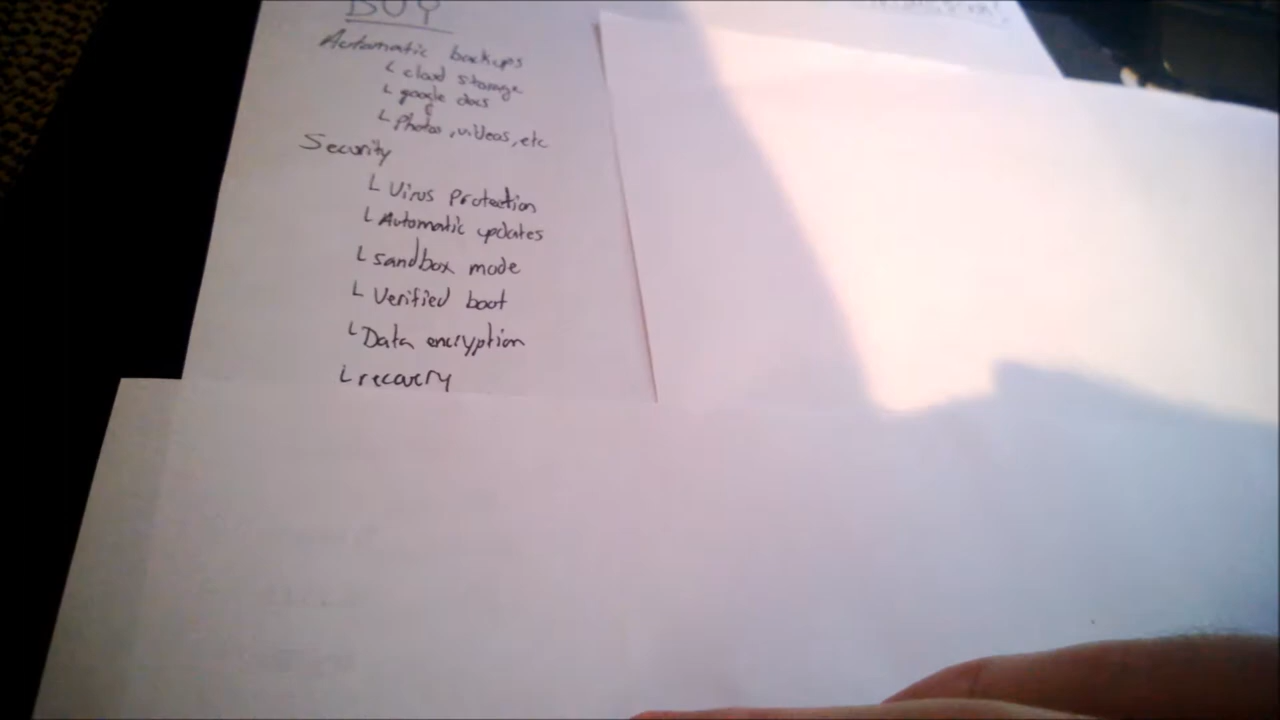 BUY
Automatic backups
└ cloud storage
└ google docs
└ Photos, videos, etc
Security
└ Virus Protection
└ Automatic updates
└ sandbox mode
└ Verified boot
└ Data encryption
└ recovery